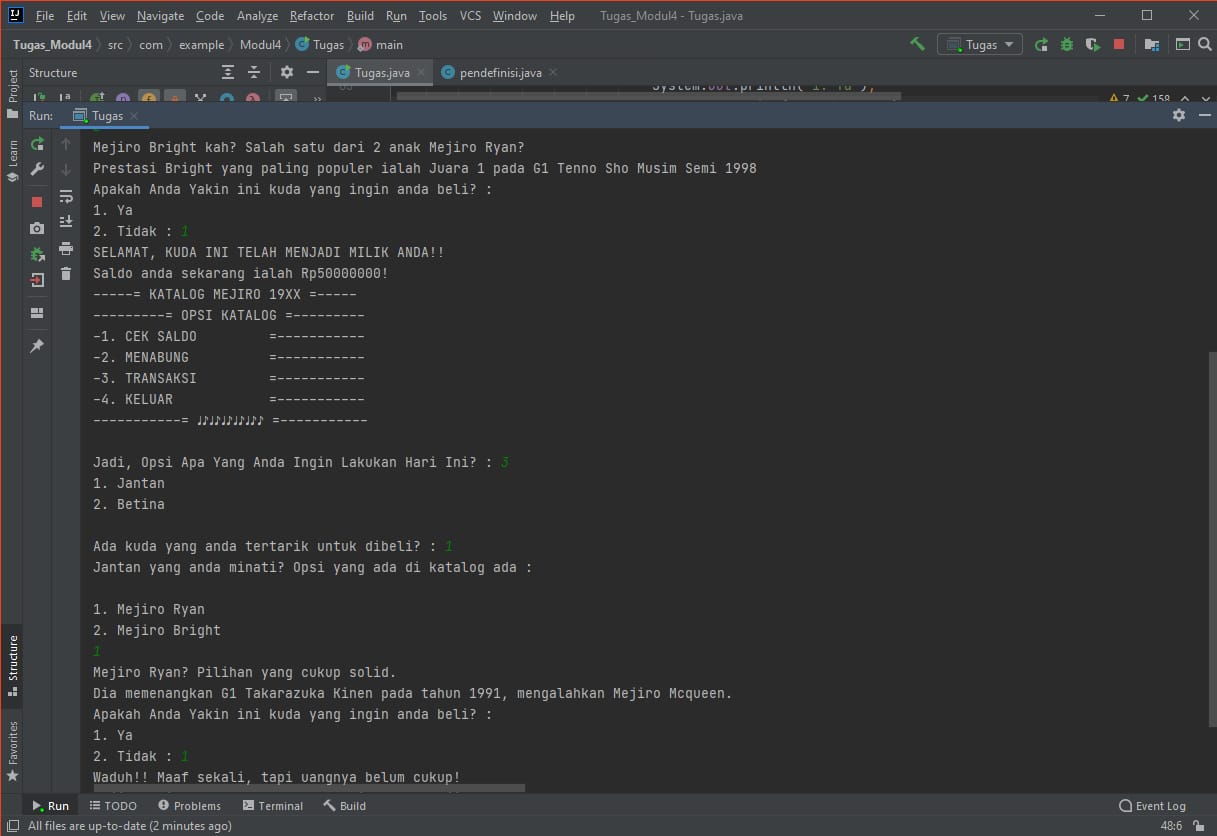 File Edit View Navigate Code Analyze Refactor Build Run Tools VCS Window Help Tugas_Modul4 - Tugas.java
Tugas_Modul4 src com example Modul4 Tugas main Tugas
Project
Structure Tugas.java pendefinisi.java
7 158
Run: Tugas
Learn
Mejiro Bright kah? Salah satu dari 2 anak Mejiro Ryan?
Prestasi Bright yang paling populer ialah Juara 1 pada G1 Tenno Sho Musim Semi 1998
Apakah Anda Yakin ini kuda yang ingin anda beli? :
1. Ya
2. Tidak : 1
SELAMAT, KUDA INI TELAH MENJADI MILIK ANDA!!
Saldo anda sekarang ialah Rp50000000!
-----= KATALOG MEJIRO 19XX =-----
---------= OPSI KATALOG =---------
-1. CEK SALDO         =-----------
-2. MENABUNG          =-----------
-3. TRANSAKSI         =-----------
-4. KELUAR            =-----------
-----------= ♩♪♩♪♩♪♩♪♩♪♪ =-----------
Jadi, Opsi Apa Yang Anda Ingin Lakukan Hari Ini? : 3
1. Jantan
2. Betina
Ada kuda yang anda tertarik untuk dibeli? : 1
Jantan yang anda minati? Opsi yang ada di katalog ada :
1. Mejiro Ryan
2. Mejiro Bright
1
Mejiro Ryan? Pilihan yang cukup solid.
Dia memenangkan G1 Takarazuka Kinen pada tahun 1991, mengalahkan Mejiro Mcqueen.
Apakah Anda Yakin ini kuda yang ingin anda beli? :
1. Ya
2. Tidak : 1
Waduh!! Maaf sekali, tapi uangnya belum cukup!
Structure
Favorites
Run TODO Problems Terminal Build Event Log
All files are up-to-date (2 minutes ago) 48:6